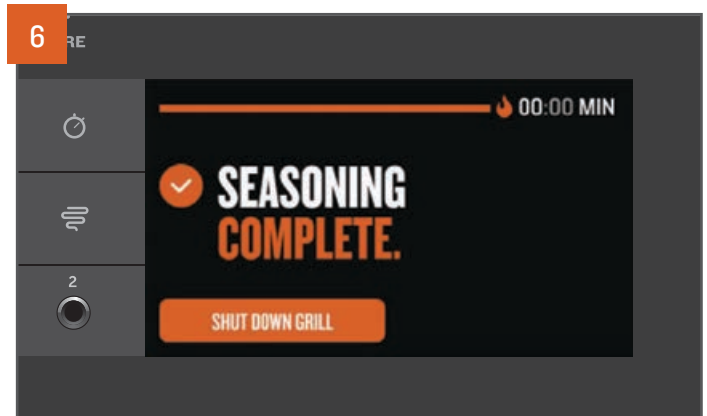 6
RE
00:00 MIN
SEASONING
COMPLETE.
2
SHUT DOWN GRILL